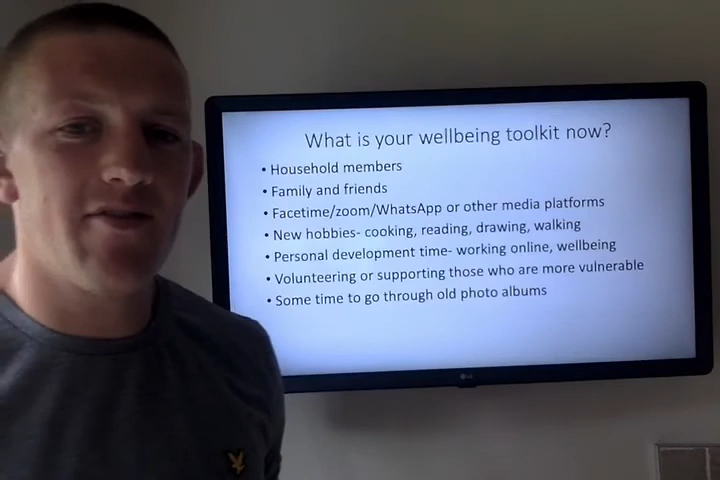 What is your wellbeing toolkit now?
• Household members
• Family and friends
• Facetime/zoom/WhatsApp or other media platforms
• New hobbies- cooking, reading, drawing, walking
• Personal development time- working online, wellbeing
• Volunteering or supporting those who are more vulnerable
• Some time to go through old photo albums
LG